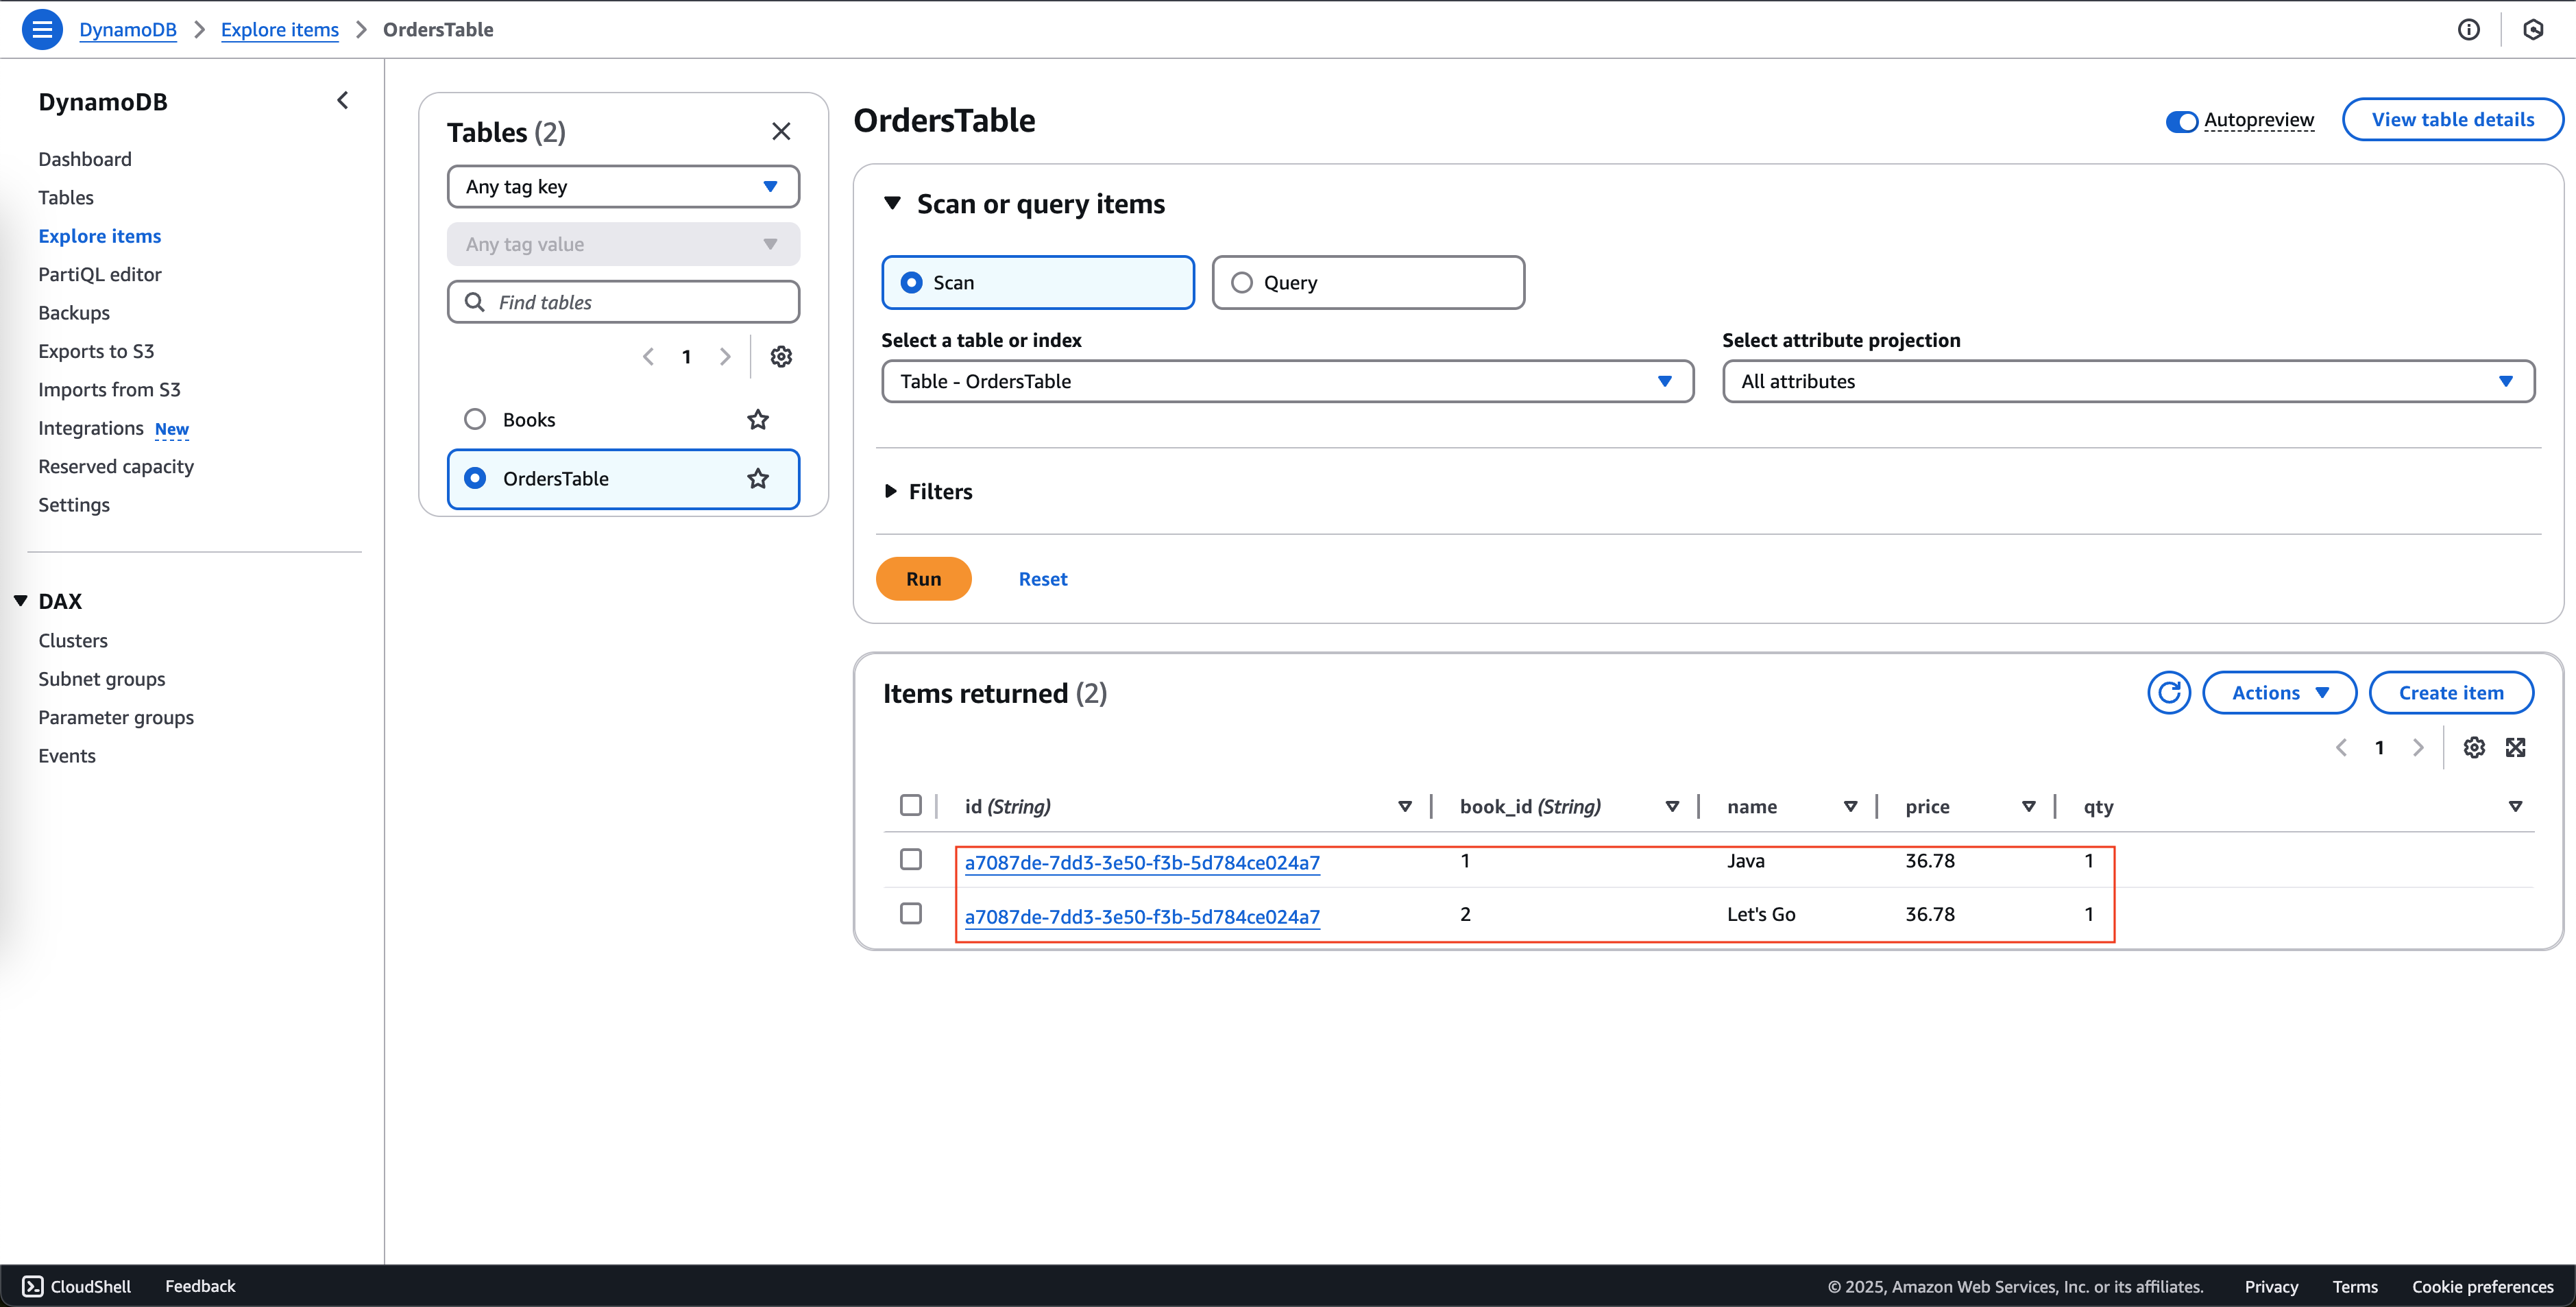 DynamoDB > Explore items > OrdersTable
DynamoDB
Dashboard
Tables
Explore items
PartiQL editor
Backups
Exports to S3
Imports from S3
Integrations New
Reserved capacity
Settings
DAX
Clusters
Subnet groups
Parameter groups
Events
Tables (2)
Any tag key
Any tag value
Find tables
1
Books
OrdersTable
OrdersTable
Autopreview
View table details
Scan or query items
Scan
Query
Select a table or index
Select attribute projection
Table - OrdersTable
All attributes
Filters
Run
Reset
Items returned (2)
Actions
Create item
1
id (String) book_id (String) name price qty
a7087de-7dd3-3e50-f3b-5d784ce024a7 1 Java 36.78 1
a7087de-7dd3-3e50-f3b-5d784ce024a7 2 Let's Go 36.78 1
CloudShell Feedback © 2025, Amazon Web Services, Inc. or its affiliates. Privacy Terms Cookie preferences